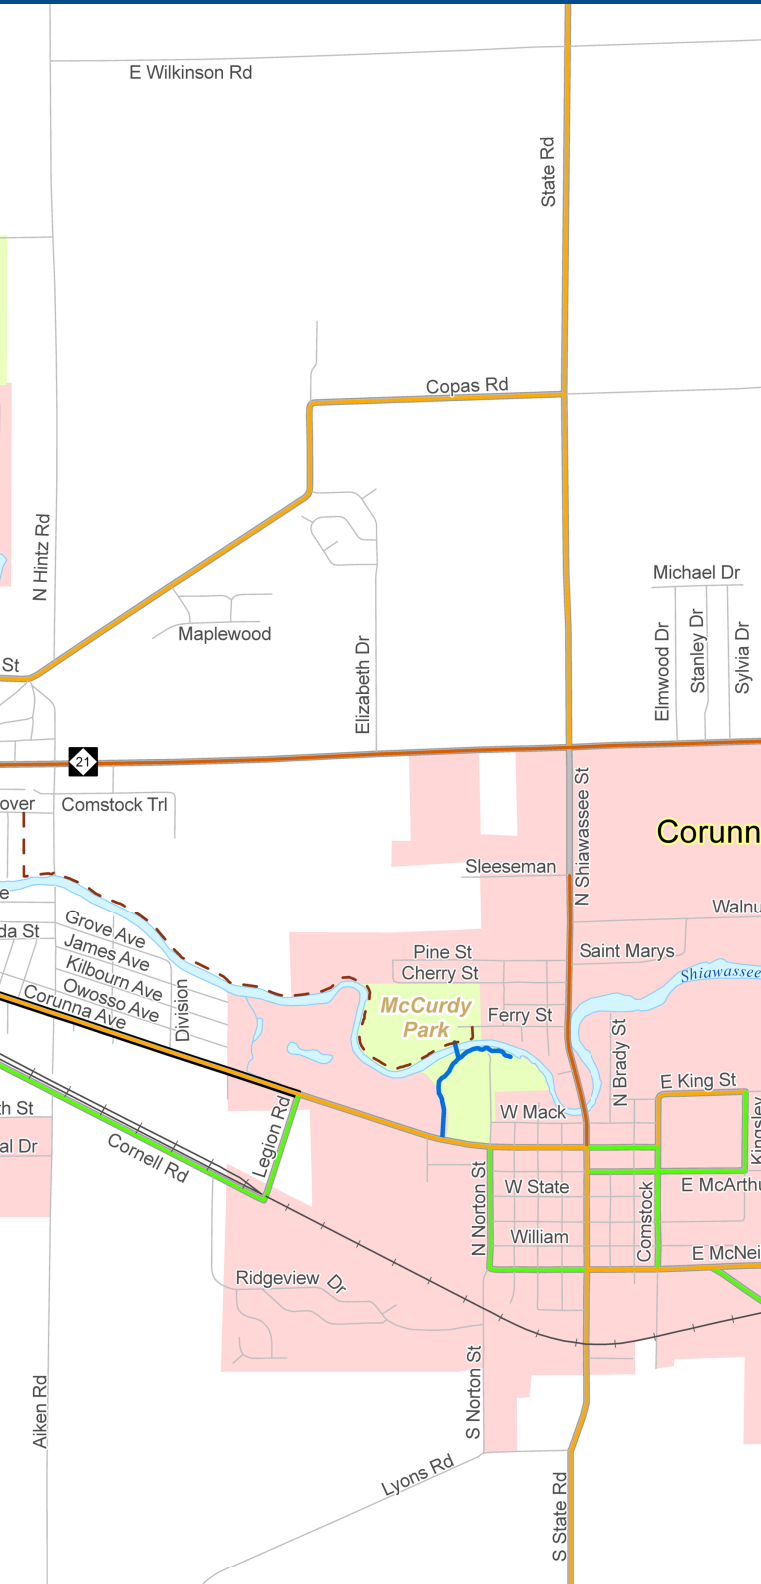 E Wilkinson Rd
State Rd
Copas Rd
N Hintz Rd
Michael Dr
Maplewood
Elmwood Dr
Stanley Dr
Sylvia Dr
Elizabeth Dr
St
21
over
Comstock Trl
N Shiawassee St
Corunn
Sleeseman
e
Walnu
da St
Grove Ave
James Ave
Kilbourn Ave
Owosso Ave
Corunna Ave
Division
Pine St
Cherry St
Saint Marys
Shiawassee
McCurdy
Park
Ferry St
N Brady St
E King St
th St
W Mack
Legion Rd
Kingsley
al Dr
Cornell Rd
N Norton St
W State
Comstock
E McArthu
William
E McNei
Ridgeview Dr
S Norton St
Aiken Rd
Lyons Rd
S State Rd